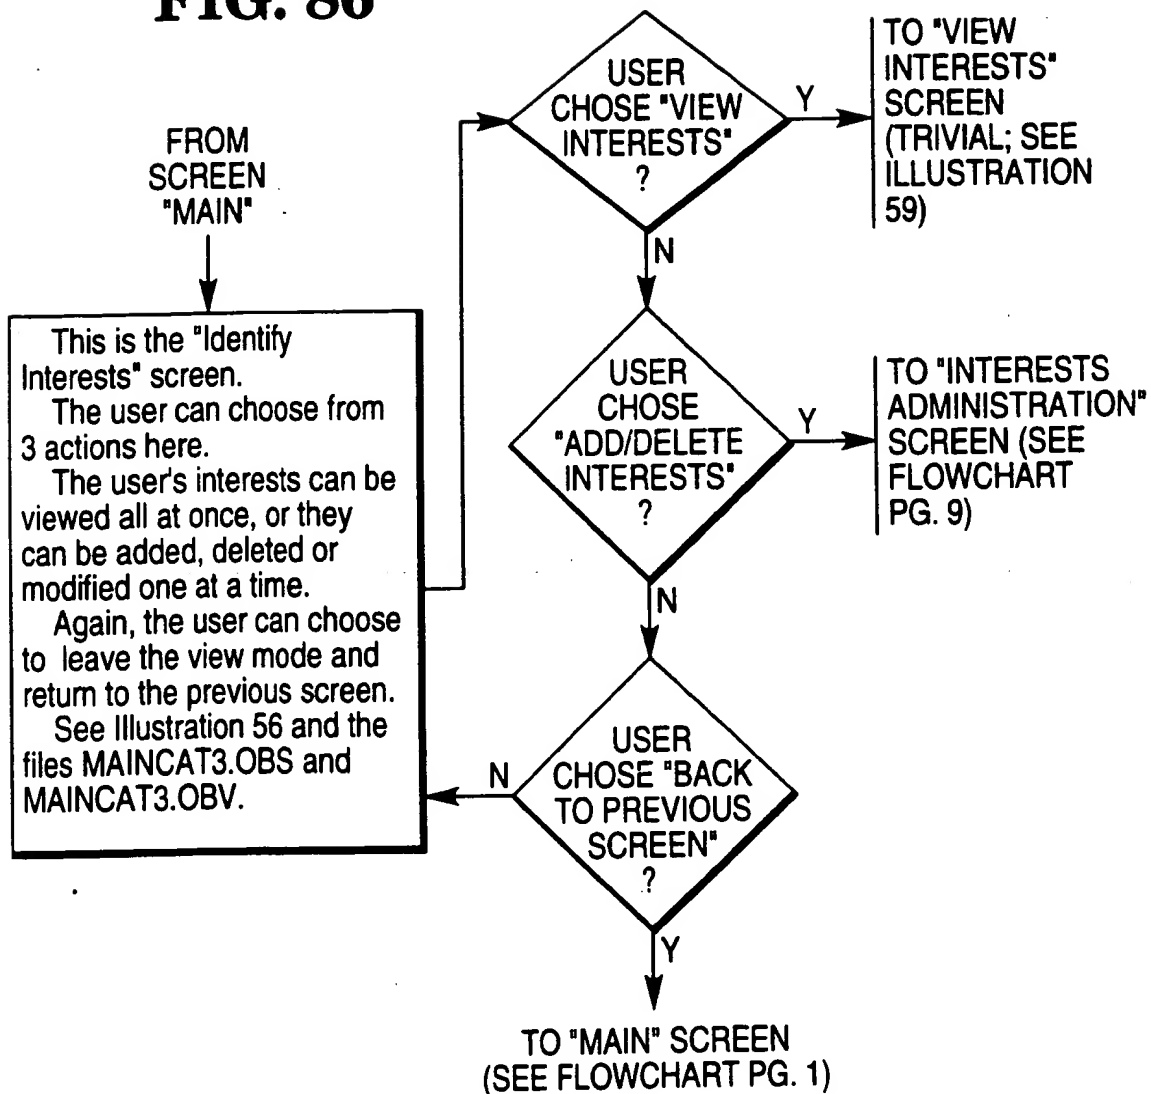 FIG. 86
FROM
SCREEN
"MAIN"
This is the "Identify
Interests" screen.
The user can choose from
3 actions here.
The user's interests can be
viewed all at once, or they
can be added, deleted or
modified one at a time.
Again, the user can choose
to leave the view mode and
return to the previous screen.
See Illustration 56 and the
files MAINCAT3.OBS and
MAINCAT3.OBV.
USER
CHOSE "VIEW
INTERESTS"
?
Y
TO "VIEW
INTERESTS"
SCREEN
(TRIVIAL; SEE
ILLUSTRATION
59)
N
USER
CHOSE
"ADD/DELETE
INTERESTS"
?
Y
TO "INTERESTS
ADMINISTRATION"
SCREEN (SEE
FLOWCHART
PG. 9)
N
USER
CHOSE "BACK
TO PREVIOUS
SCREEN"
?
N
Y
TO "MAIN" SCREEN
(SEE FLOWCHART PG. 1)